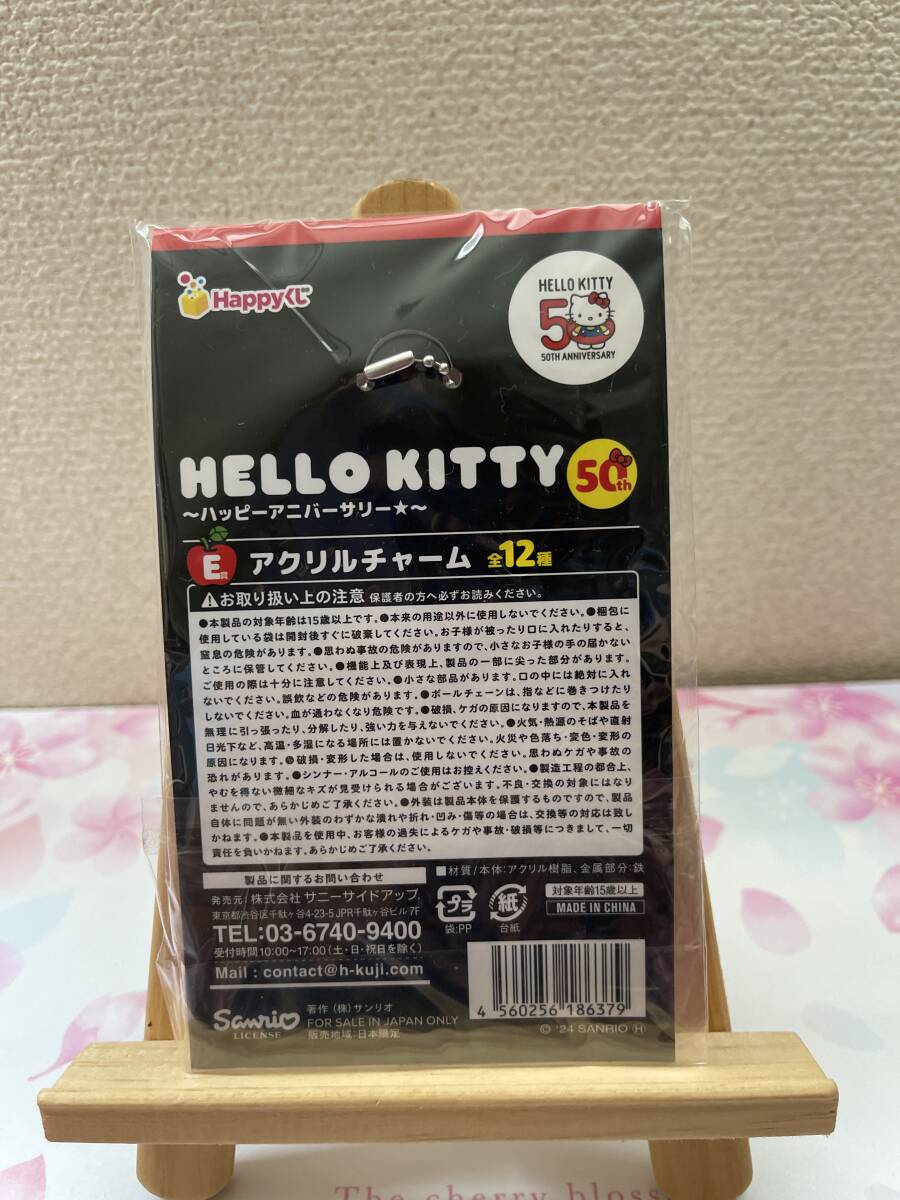 Happyくじ
HELLO KITTY
50
50TH ANNIVERSARY
HELLO KITTY 50th
～ハッピーアニバーサリー★～
E賞 アクリルチャーム 全12種
お取り扱い上の注意 保護者の方へ必ずお読みください。
●本製品の対象年齢は15歳以上です。●本来の用途以外に使用しないでください。●梱包に
使用している袋は開封後すぐに破棄してください。お子様が被ったり口に入れたりすると、
窒息の危険があります。●思わぬ事故の危険がありますので、小さなお子様の手の届かない
ところに保管してください。●機能上及び表現上、製品の一部に尖った部分があります。
ご使用の際は十分に注意してください。●小さな部品があります。口の中には絶対に入れ
ないでください。誤飲などの危険があります。●ボールチェーンは、指などに巻きつけたり
しないでください。血が通わなくなり危険です。●破損、ケガの原因になりますので、本製品を
無理に引っ張ったり、分解したり、強い力を与えないでください。●火気・熱源のそばや直射
日光下など、高温・多湿になる場所には置かないでください。火災や色落ち・変色・変形の
原因になります。●破損・変形した場合は、使用しないでください。思わぬケガや事故の
恐れがあります。●シンナー・アルコールのご使用はお控えください。●製造工程の都合上、
やむを得ない微細なキズが見受けられる場合がございます。不良・交換の対象にはなり
ませんので、あらかじめご了承ください。●外装は製品本体を保護するものですので、製品
自体に問題が無い外装のわずかな潰れや折れ・凹み・傷等の場合は、交換等の対応は致し
かねます。●本製品を使用中、お客様の過失によるケガや事故・破損等につきまして、一切
責任を負いかねます。あらかじめご了承ください。
製品に関するお問い合わせ
発売元／株式会社 サニーサイドアップ
東京都渋谷区千駄ヶ谷4-23-5 JPR千駄ヶ谷ビル7F
TEL:03-6740-9400
受付時間10:00〜17:00（土・日・祝日を除く）
Mail : contact@h-kuji.com
■材質/本体:アクリル樹脂、金属部分:鉄
プラ
袋:PP
紙
台紙
対象年齢15歳以上
MADE IN CHINA
4 560256 186379
Sanrio
LICENSE
著作（株）サンリオ
FOR SALE IN JAPAN ONLY
販売地域:日本限定
© '24 SANRIO Ⓗ
The cherry bloss